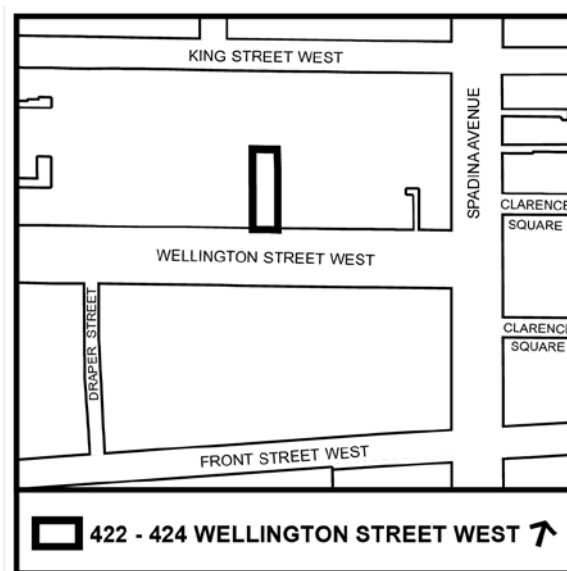 KING STREET WEST
SPADINA AVENUE
CLARENCE
SQUARE
WELLINGTON STREET WEST
DRAPER STREET
CLARENCE
SQUARE
FRONT STREET WEST
422 - 424 WELLINGTON STREET WEST